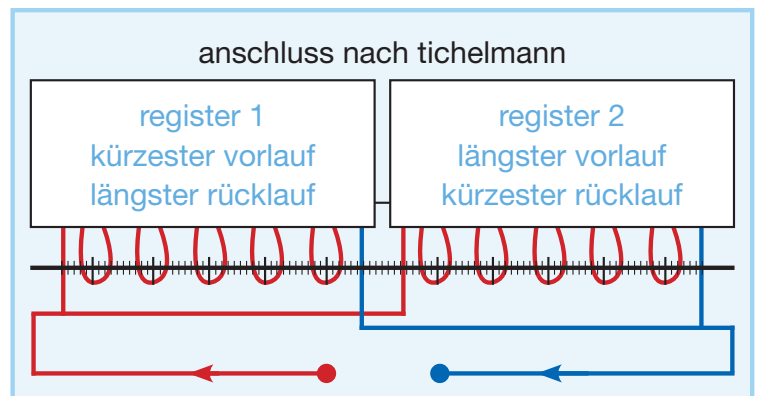 anschluss nach tichelmann
register 1
kürzester vorlauf
längster rücklauf
register 2
längster vorlauf
kürzester rücklauf